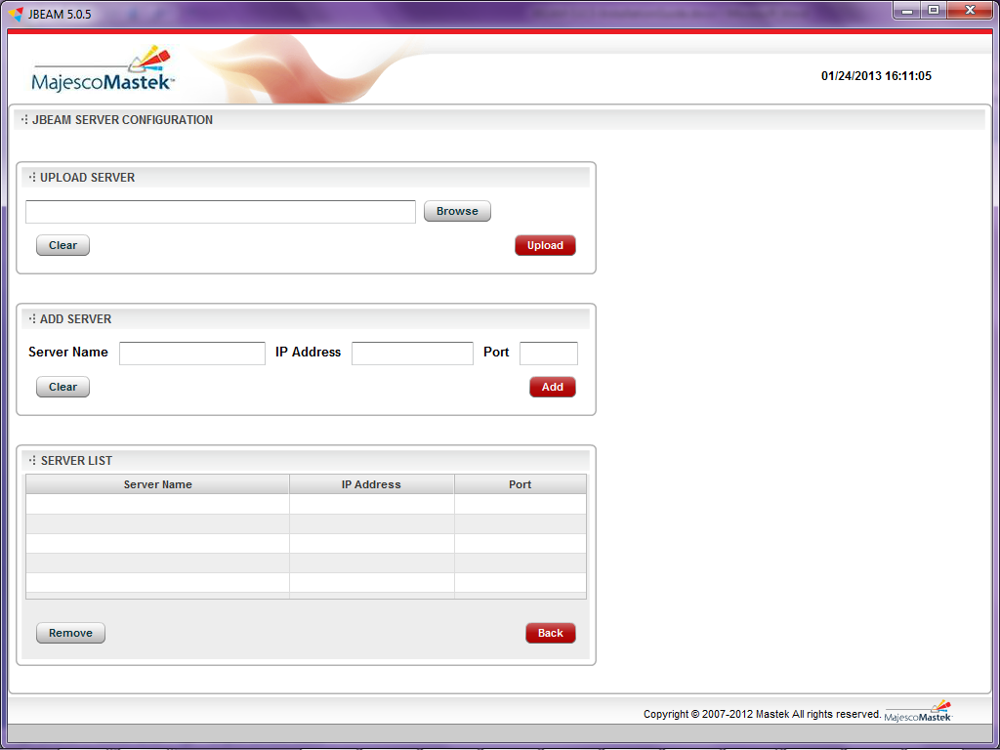 JBEAM 5.0.5
MajescoMastek™
01/24/2013 16:11:05
JBEAM SERVER CONFIGURATION
UPLOAD SERVER
Browse
Clear
Upload
ADD SERVER
Server Name
IP Address
Port
Clear
Add
SERVER LIST
Server Name
IP Address
Port
Remove
Back
Copyright © 2007-2012 Mastek All rights reserved.
MajescoMastek